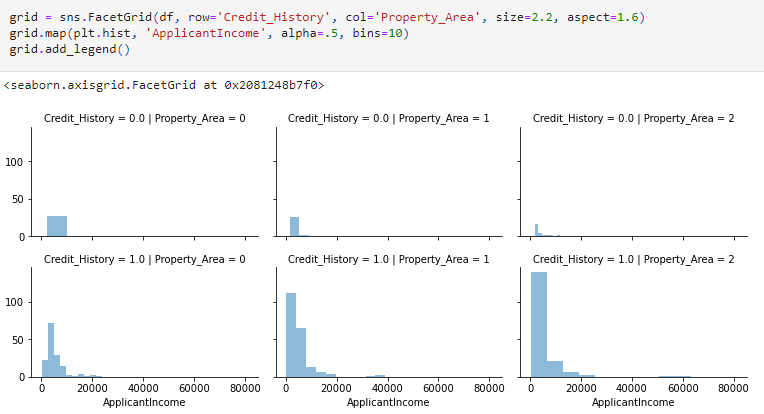 grid = sns.FacetGrid(df, row='Credit_History', col='Property_Area', size=2.2, aspect=1.6)
grid.map(plt.hist, 'ApplicantIncome', alpha=.5, bins=10)
grid.add_legend()
<seaborn.axisgrid.FacetGrid at 0x2081248b7f0>
Credit_History = 0.0 | Property_Area = 0 Credit_History = 0.0 | Property_Area = 1 Credit_History = 0.0 | Property_Area = 2
100
50
0
Credit_History = 1.0 | Property_Area = 0 Credit_History = 1.0 | Property_Area = 1 Credit_History = 1.0 | Property_Area = 2
100
50
0
0 20000 40000 60000 80000 0 20000 40000 60000 80000 0 20000 40000 60000 80000
ApplicantIncome ApplicantIncome ApplicantIncome